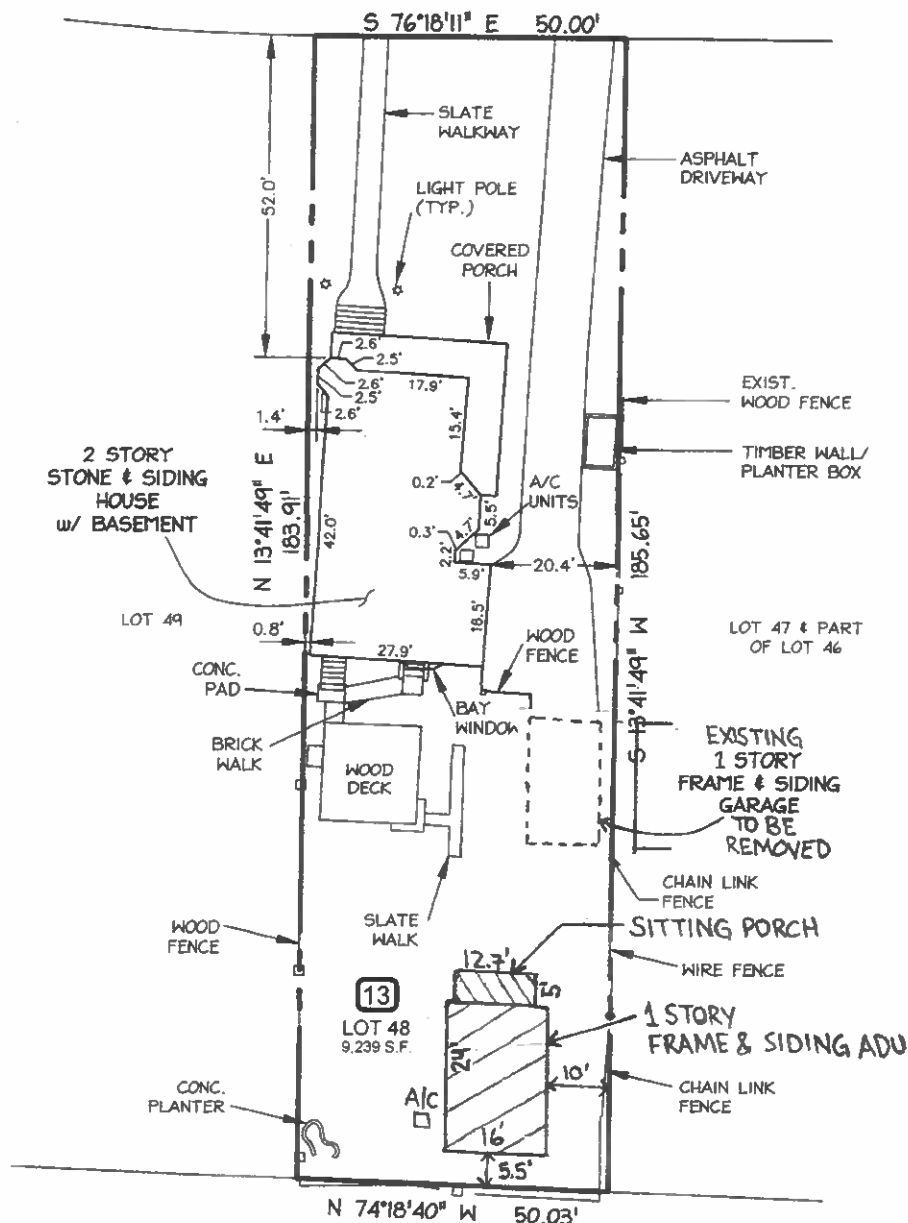 S 76°18'11" E 50.00'
52.0'
SLATE
WALKWAY
ASPHALT
DRIVEWAY
LIGHT POLE
(TYP.)
COVERED
PORCH
2.6'
2.5'
2.6'
2.5'
17.9'
2.6'
1.4'
15.4'
EXIST.
WOOD FENCE
TIMBER WALL/
PLANTER BOX
2 STORY
STONE & SIDING
HOUSE
w/ BASEMENT
N 13°41'49" E
183.91'
42.0'
0.2'
4.7'
A/C
UNITS
5.5'
4.7'
0.3'
2.2'
5.9'
20.4'
S 13°41'49" W 185.65'
LOT 49
0.8'
18.5'
LOT 47 & PART
OF LOT 46
27.9'
WOOD
FENCE
CONC.
PAD
BAY
WINDOW
BRICK
WALK
WOOD
DECK
EXISTING
1 STORY
FRAME & SIDING
GARAGE
TO BE
REMOVED
CHAIN LINK
FENCE
SLATE
WALK
WOOD
FENCE
SITTING PORCH
12.7'
5'
WIRE FENCE
13
LOT 48
9,239 S.F.
1 STORY
FRAME & SIDING ADU
24'
10'
CHAIN LINK
FENCE
CONC.
PLANTER
A/C
16'
5.5'
N 74°18'40" W 50.03'